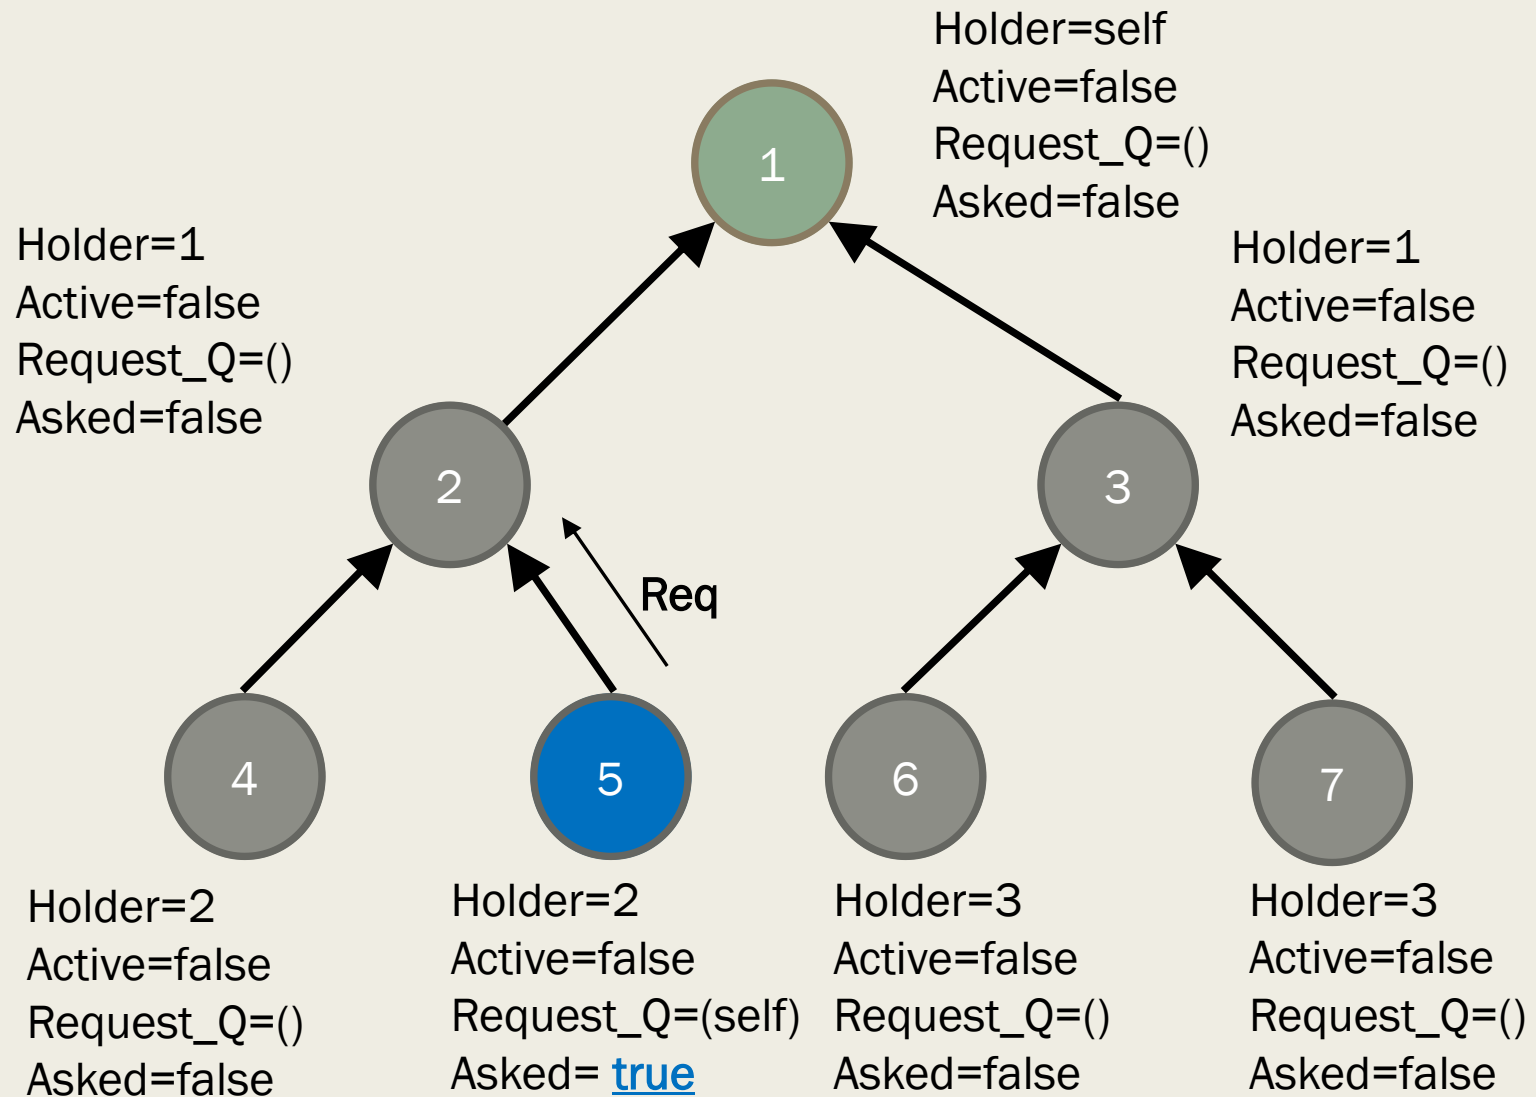 Holder=self
Active=false
Request_Q=()
Asked=false
1
Holder=1
Active=false
Request_Q=()
Asked=false
Holder=1
Active=false
Request_Q=()
Asked=false
2
3
Req
4
5
6
7
Holder=2
Active=false
Request_Q=()
Asked=false
Holder=2
Active=false
Request_Q=(self)
Asked= true
Holder=3
Active=false
Request_Q=()
Asked=false
Holder=3
Active=false
Request_Q=()
Asked=false